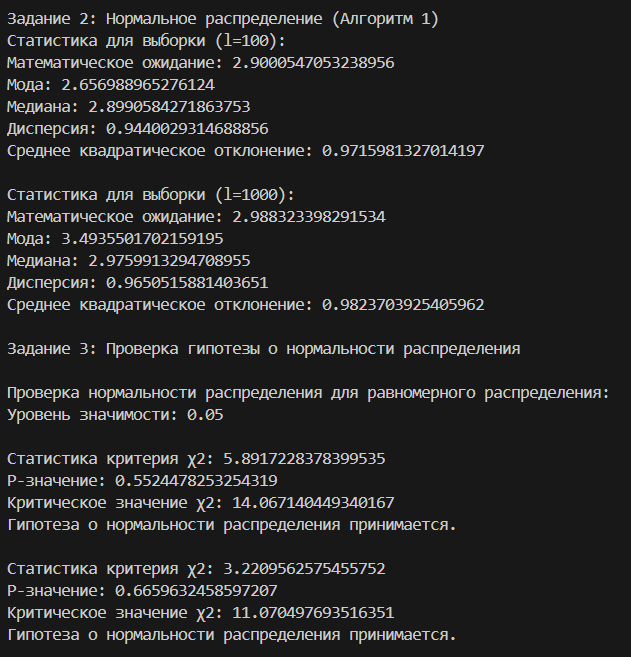 Задание 2: Нормальное распределение (Алгоритм 1)
Статистика для выборки (l=100):
Математическое ожидание: 2.9000547053238956
Мода: 2.656988965276124
Медиана: 2.8990584271863753
Дисперсия: 0.9440029314688856
Среднее квадратическое отклонение: 0.9715981327014197
Статистика для выборки (l=1000):
Математическое ожидание: 2.988323398291534
Мода: 3.4935501702159195
Медиана: 2.9759913294708955
Дисперсия: 0.9650515881403651
Среднее квадратическое отклонение: 0.9823703925405962
Задание 3: Проверка гипотезы о нормальности распределения
Проверка нормальности распределения для равномерного распределения:
Уровень значимости: 0.05
Статистика критерия χ2: 5.8917228378399535
P-значение: 0.5524478253254319
Критическое значение χ2: 14.067140449340167
Гипотеза о нормальности распределения принимается.
Статистика критерия χ2: 3.2209562575455752
P-значение: 0.6659632458597207
Критическое значение χ2: 11.070497693516351
Гипотеза о нормальности распределения принимается.